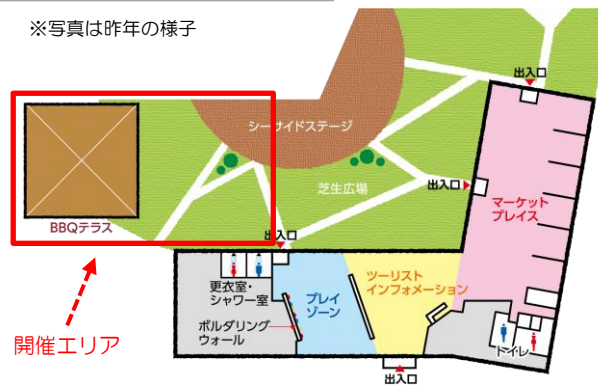 ※写真は昨年の様子
出入口
シーサイドステージ
芝生広場
出入口
マーケット
プレイス
BBQテラス
出入口
更衣室・
シャワー室
プレイ
ゾーン
ツーリスト
インフォメーション
ボルダリング
ウォール
トイレ
開催エリア
出入口